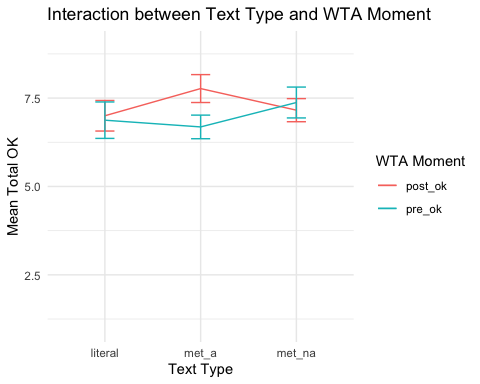 Interaction between Text Type and WTA Moment
Mean Total OK
7.5
5.0
2.5
literal
met_a
met_na
Text Type
WTA Moment
post_ok
pre_ok